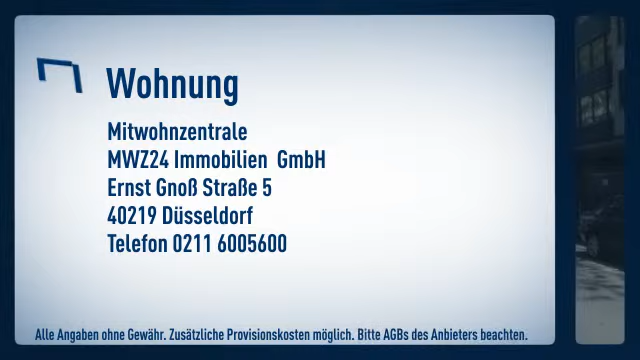 Wohnung
Mitwohnzentrale
MWZ24 Immobilien GmbH
Ernst Gnoß Straße 5
40219 Düsseldorf
Telefon 0211 6005600
Alle Angaben ohne Gewähr. Zusätzliche Provisionskosten möglich. Bitte AGBs des Anbieters beachten.